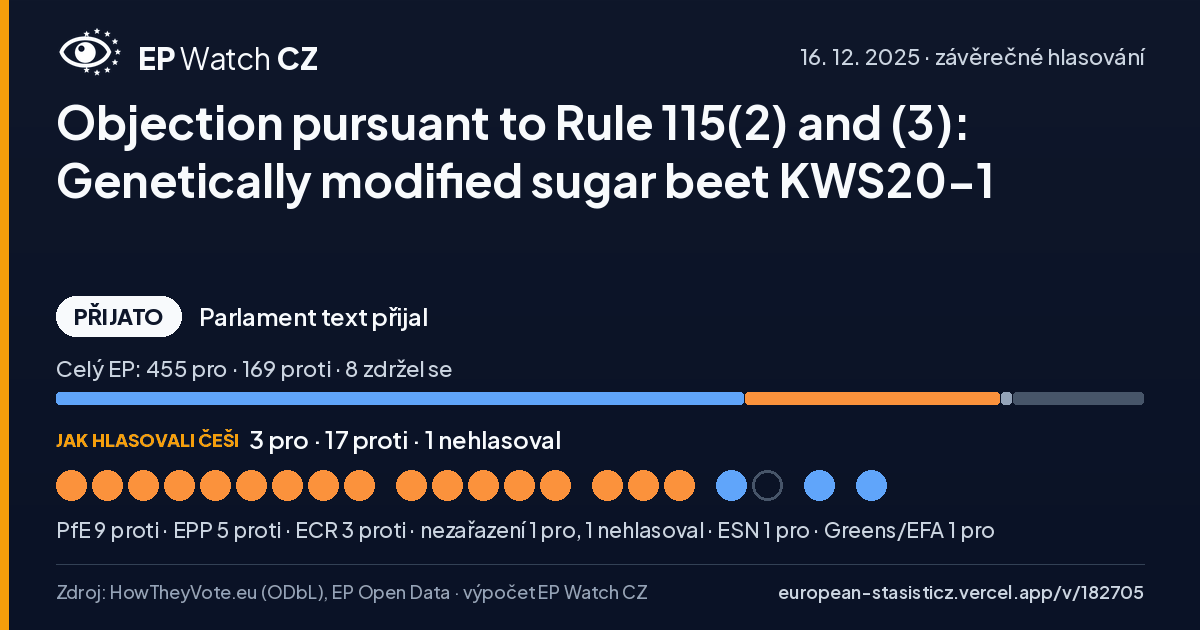 EP Watch CZ
16. 12. 2025 · závěrečné hlasování
Objection pursuant to Rule 115(2) and (3):
Genetically modified sugar beet KWS20-1
PŘIJATO Parlament text přijal
Celý EP: 455 pro · 169 proti · 8 zdržel se
JAK HLASOVALI ČEŠI 3 pro · 17 proti · 1 nehlasoval
PfE 9 proti · EPP 5 proti · ECR 3 proti · nezařazení 1 pro, 1 nehlasoval · ESN 1 pro · Greens/EFA 1 pro
Zdroj: HowTheyVote.eu (ODbL), EP Open Data · výpočet EP Watch CZ
european-stasisticz.vercel.app/v/182705